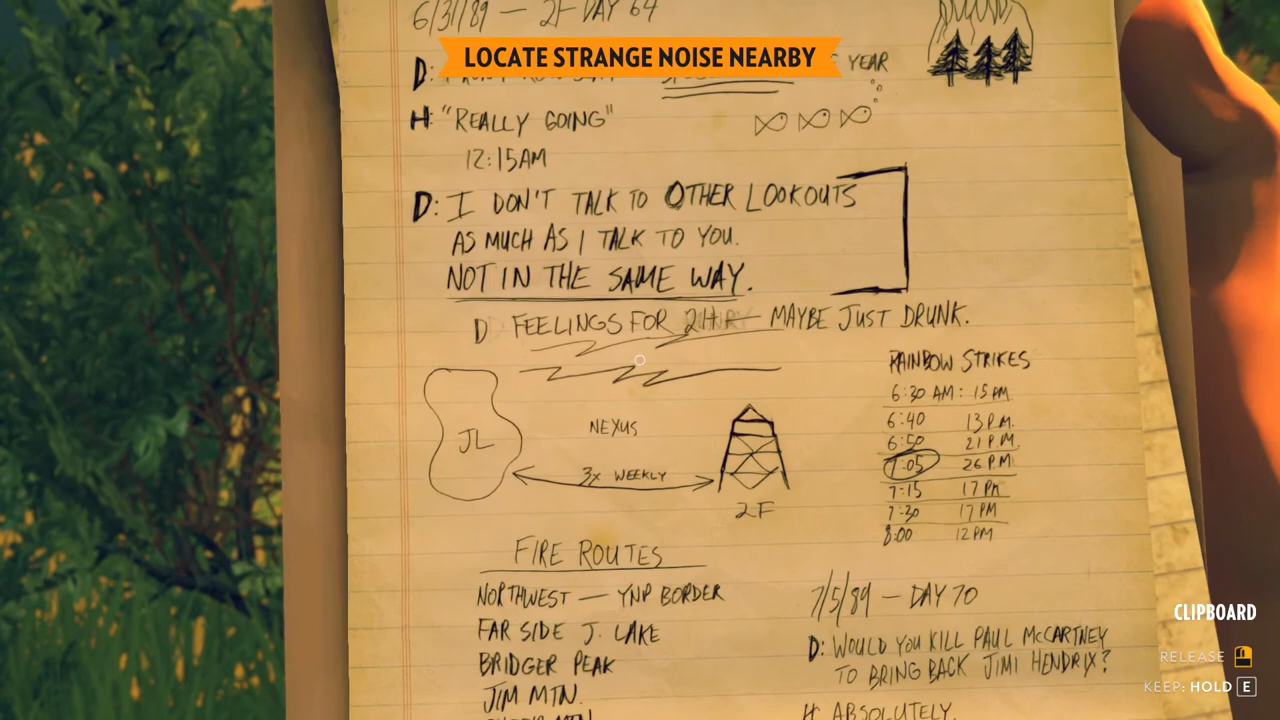 6/31/89 — 2F DAY 64
LOCATE STRANGE NOISE NEARBY
D: YEAR
H: "REALLY GOING"
12:15AM
D: I DON'T TALK TO OTHER LOOKOUTS
AS MUCH AS I TALK TO YOU.
NOT IN THE SAME WAY.
D FEELINGS FOR MAYBE JUST DRUNK.
JL
NEXUS
3x WEEKLY
2F
RAINBOW STRIKES
6:30 AM: 15 PM
6:40 13 P.M.
6:50 21 P.M.
7:05 26 P.M
7:15 17 PM
7:30 17 PM
8:00 12 PM
FIRE ROUTES
NORTHWEST — YNP BORDER
FAR SIDE J. LAKE
BRIDGER PEAK
JIM MTN.
7/5/89 — DAY 70
D: WOULD YOU KILL PAUL McCARTNEY
TO BRING BACK JIMI HENDRIX?
H ABSOLUTELY.
CLIPBOARD
RELEASE
KEEP: HOLD E